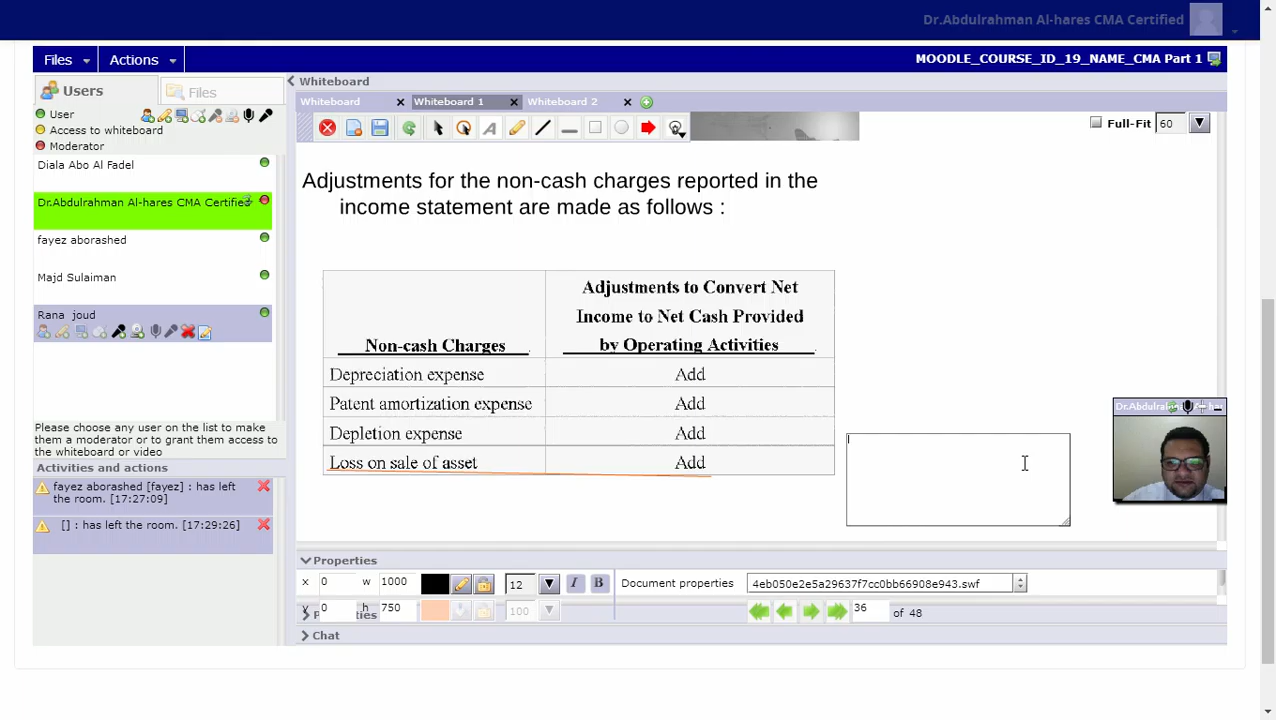 Dr.Abdulrahman Al-hares CMA Certified
Files
Actions
MOODLE_COURSE_ID_19_NAME_CMA Part 1
Users
Files
User
Access to whiteboard
Moderator
Diala Abo Al Fadel
Dr.Abdulrahman Al-hares CMA Certified
fayez aborashed
Majd Sulaiman
Rana joud
Please choose any user on the list to make
them a moderator or to grant them access to
the whiteboard or video
Activities and actions
fayez aborashed [fayez] : has left
the room. [17:27:09]
[] : has left the room. [17:29:26]
Whiteboard
Whiteboard
Whiteboard 1
Whiteboard 2
Full-Fit
60
Adjustments for the non-cash charges reported in the
income statement are made as follows :
Non-cash Charges
Adjustments to Convert Net
Income to Net Cash Provided
by Operating Activities
Depreciation expense Add
Patent amortization expense Add
Depletion expense Add
Loss on sale of asset Add
Properties
x 0 w 1000 12 I B Document properties 4eb050e2e5a29637f7cc0bb66908e943.swf
0 h 750 100 36 of 48
Chat